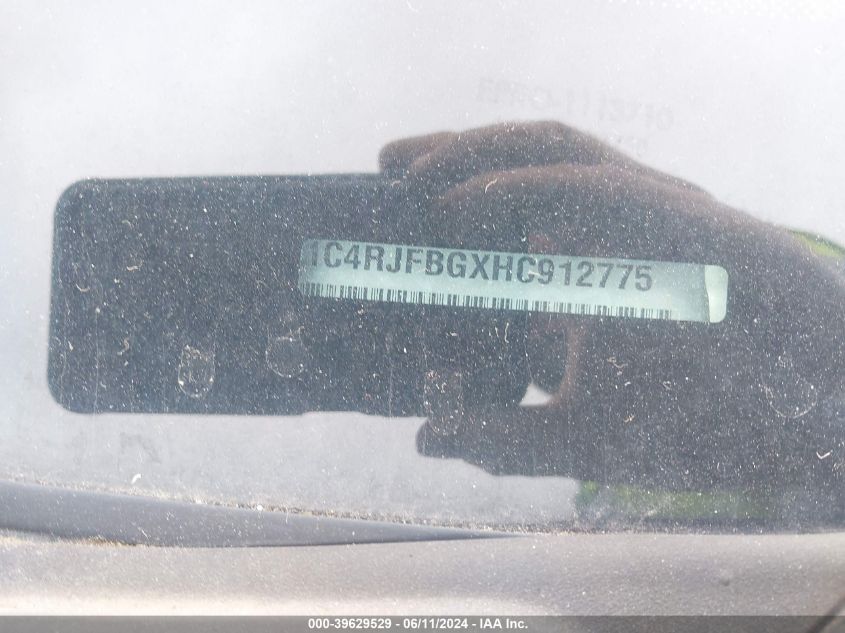 1C4RJFBGXHC912775
000-39629529 - 06/11/2024 - IAA Inc.